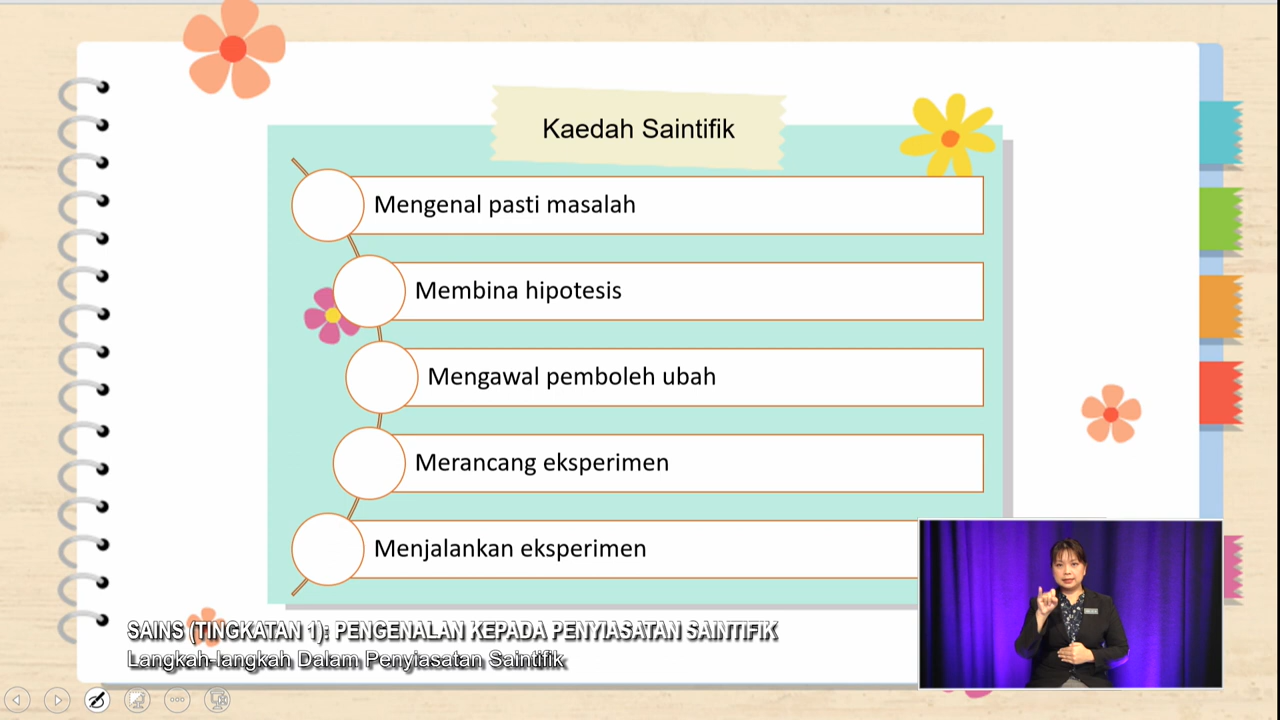 Kaedah Saintifik
Mengenal pasti masalah
Membina hipotesis
Mengawal pemboleh ubah
Merancang eksperimen
Menjalankan eksperimen
SAINS (TINGKATAN 1): PENGENALAN KEPADA PENYIASATAN SAINTIFIK
Langkah-langkah Dalam Penyiasatan Saintifik